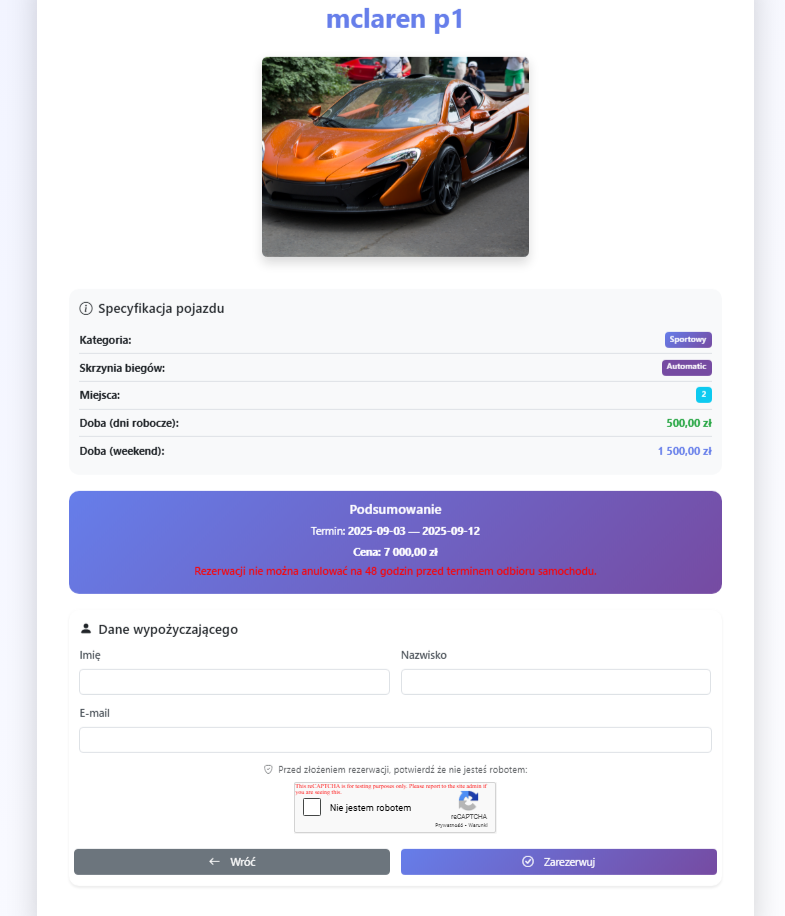 mclaren p1
Specyfikacja pojazdu
Kategoria: Sportowy
Skrzynia biegów: Automatic
Miejsca: 2
Doba (dni robocze): 500,00 zł
Doba (weekend): 1 500,00 zł
Podsumowanie
Termin: 2025-09-03 — 2025-09-12
Cena: 7 000,00 zł
Rezerwacji nie można anulować na 48 godzin przed terminem odbioru samochodu.
Dane wypożyczającego
Imię Nazwisko
E-mail
Przed złożeniem rezerwacji, potwierdź że nie jesteś robotem:
This reCAPTCHA is for testing purposes only. Please report to the site admin if
you are seeing this.
Nie jestem robotem
reCAPTCHA
Prywatność - Warunki
Wróć Zarezerwuj